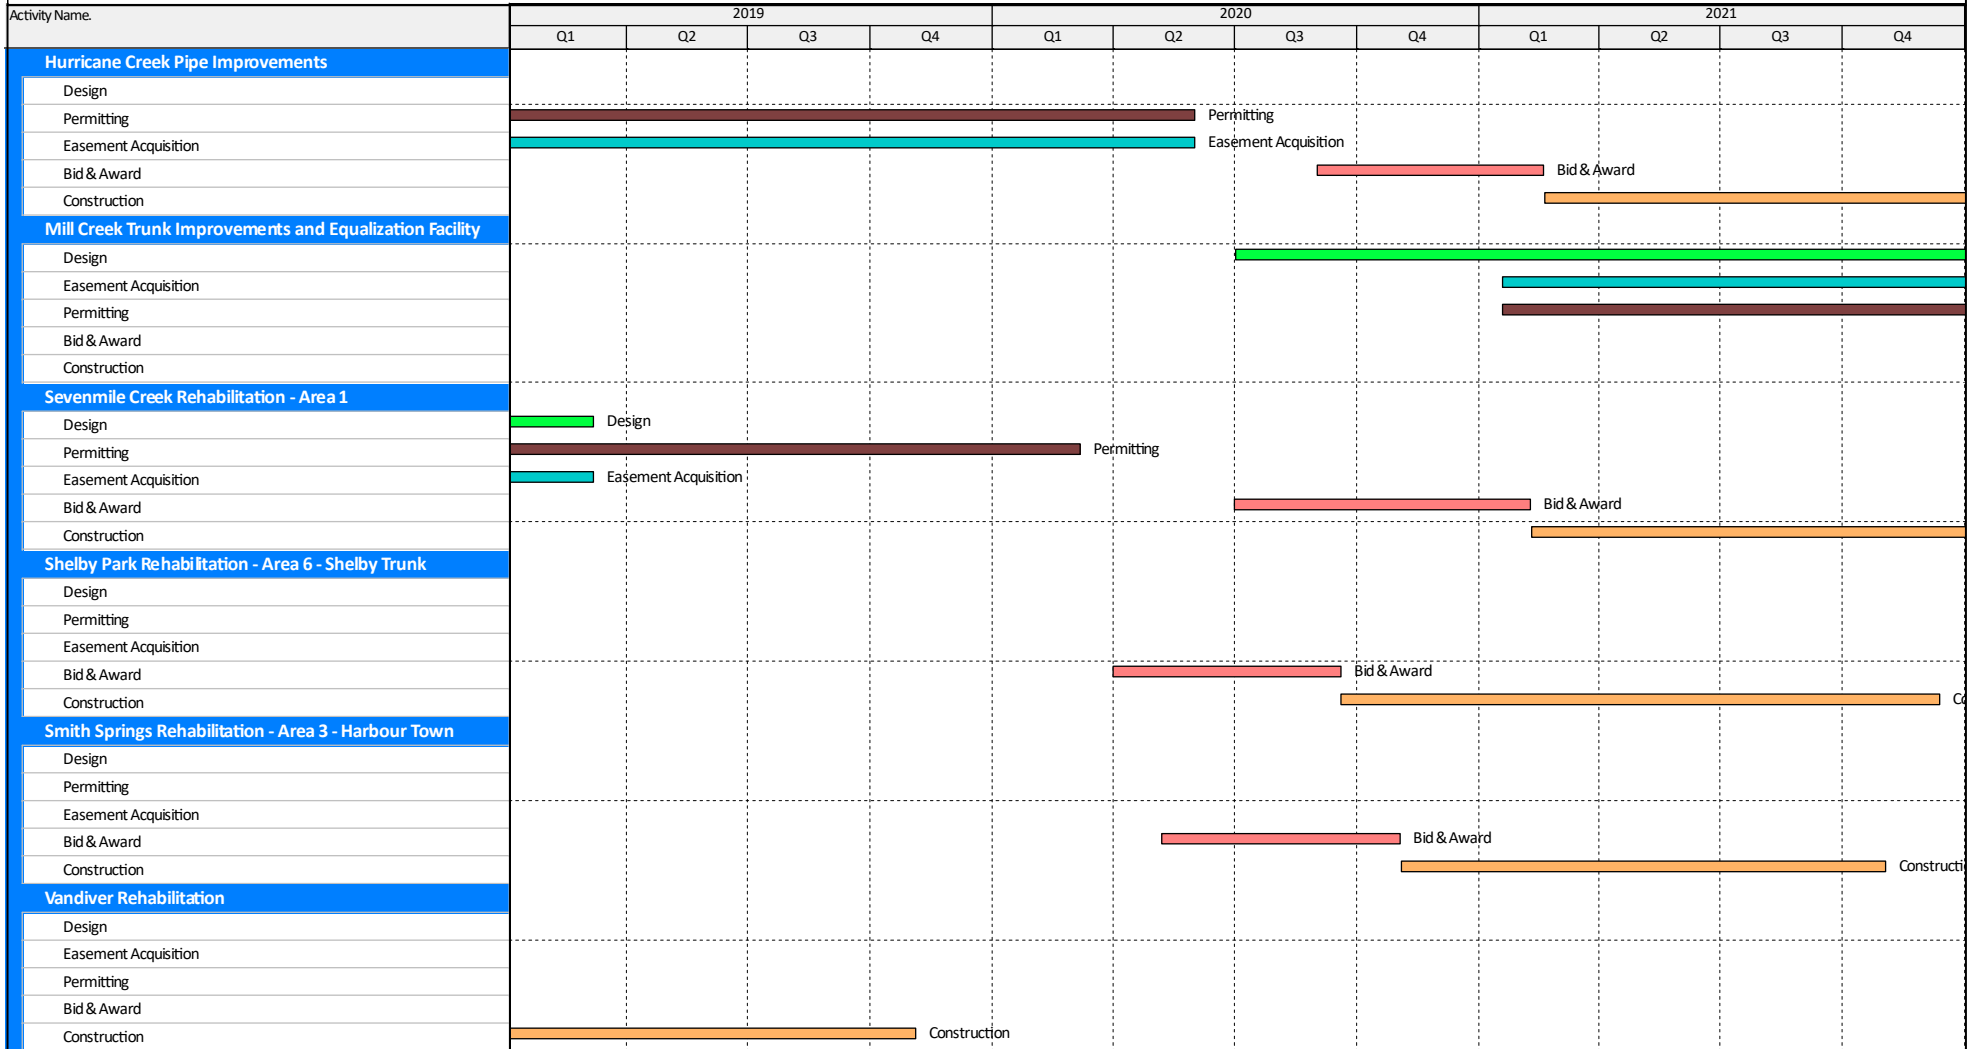 Activity Name.
2019 2020 2021
Q1 Q2 Q3 Q4 Q1 Q2 Q3 Q4 Q1 Q2 Q3 Q4
Hurricane Creek Pipe Improvements
Design
Permitting Permitting
Easement Acquisition Easement Acquisition
Bid & Award Bid & Award
Construction
Mill Creek Trunk Improvements and Equalization Facility
Design
Easement Acquisition
Permitting
Bid & Award
Construction
Sevenmile Creek Rehabilitation - Area 1
Design Design
Permitting Permitting
Easement Acquisition Easement Acquisition
Bid & Award Bid & Award
Construction
Shelby Park Rehabilitation - Area 6 - Shelby Trunk
Design
Permitting
Easement Acquisition
Bid & Award Bid & Award
Construction
Smith Springs Rehabilitation - Area 3 - Harbour Town
Design
Permitting
Easement Acquisition
Bid & Award Bid & Award
Construction Constructi
Vandiver Rehabilitation
Design
Easement Acquisition
Permitting
Bid & Award
Construction Construction